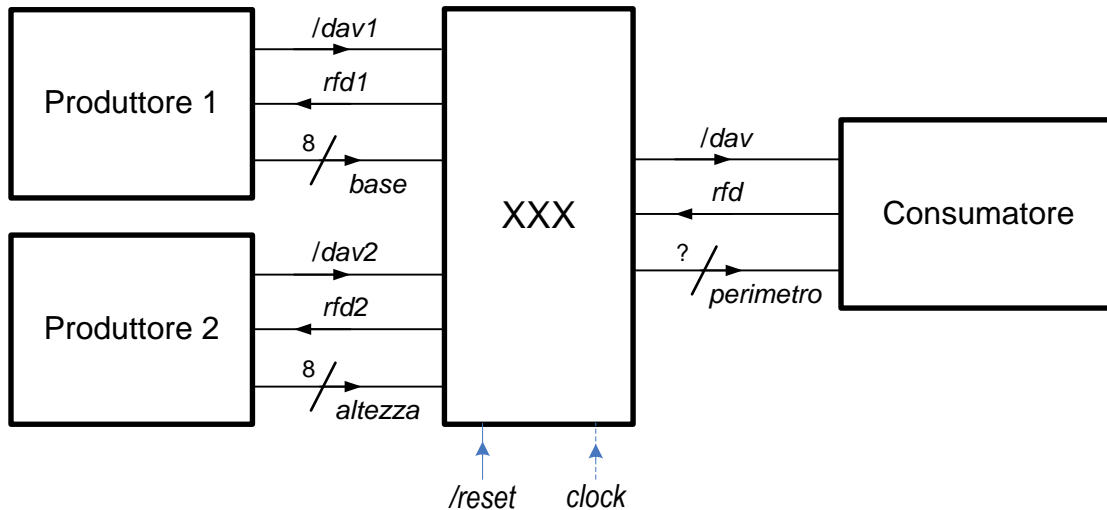 Produttore 1
/dav1
rfd1
8
base
Produttore 2
/dav2
rfd2
8
altezza
XXX
/dav
rfd
?
perimetro
Consumatore
/reset
clock